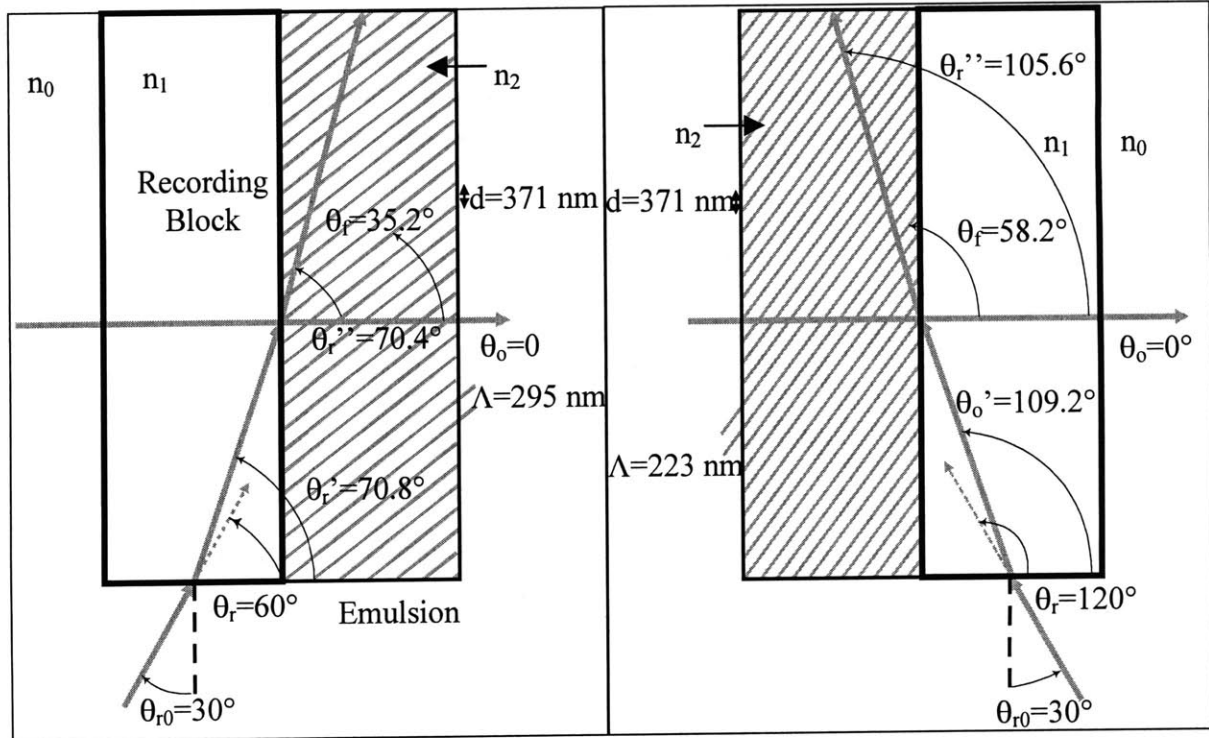 n₀
n₁
n₂
Recording
Block
d=371 nm
θf=35.2°
θr''=70.4°
θo=0
Λ=295 nm
θr'=70.8°
θr=60°
Emulsion
θr0=30°
θr''=105.6°
n₂
n₁
n₀
d=371 nm
θf=58.2°
θo=0°
θo'=109.2°
Λ=223 nm
θr=120°
θr0=30°